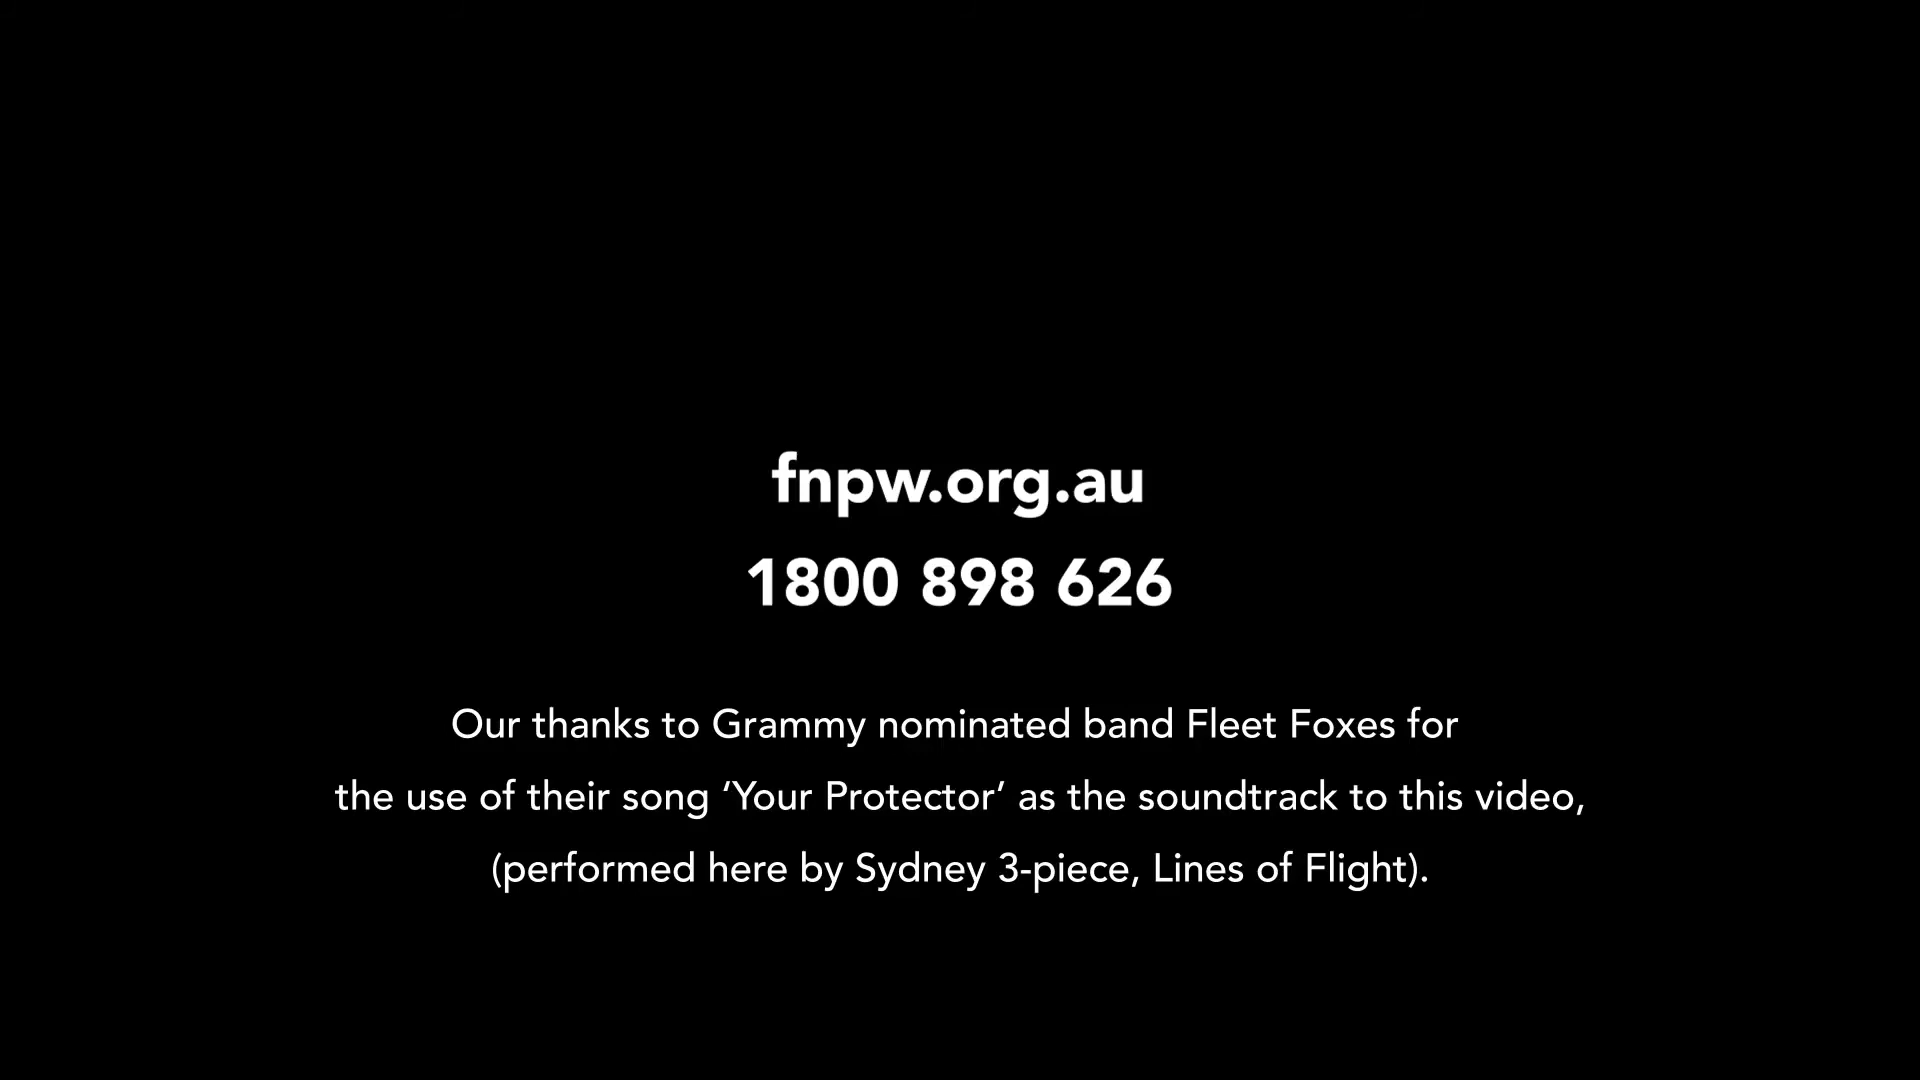 fnpw.org.au
1800 898 626
Our thanks to Grammy nominated band Fleet Foxes for
the use of their song ‘Your Protector’ as the soundtrack to this video,
(performed here by Sydney 3-piece, Lines of Flight).